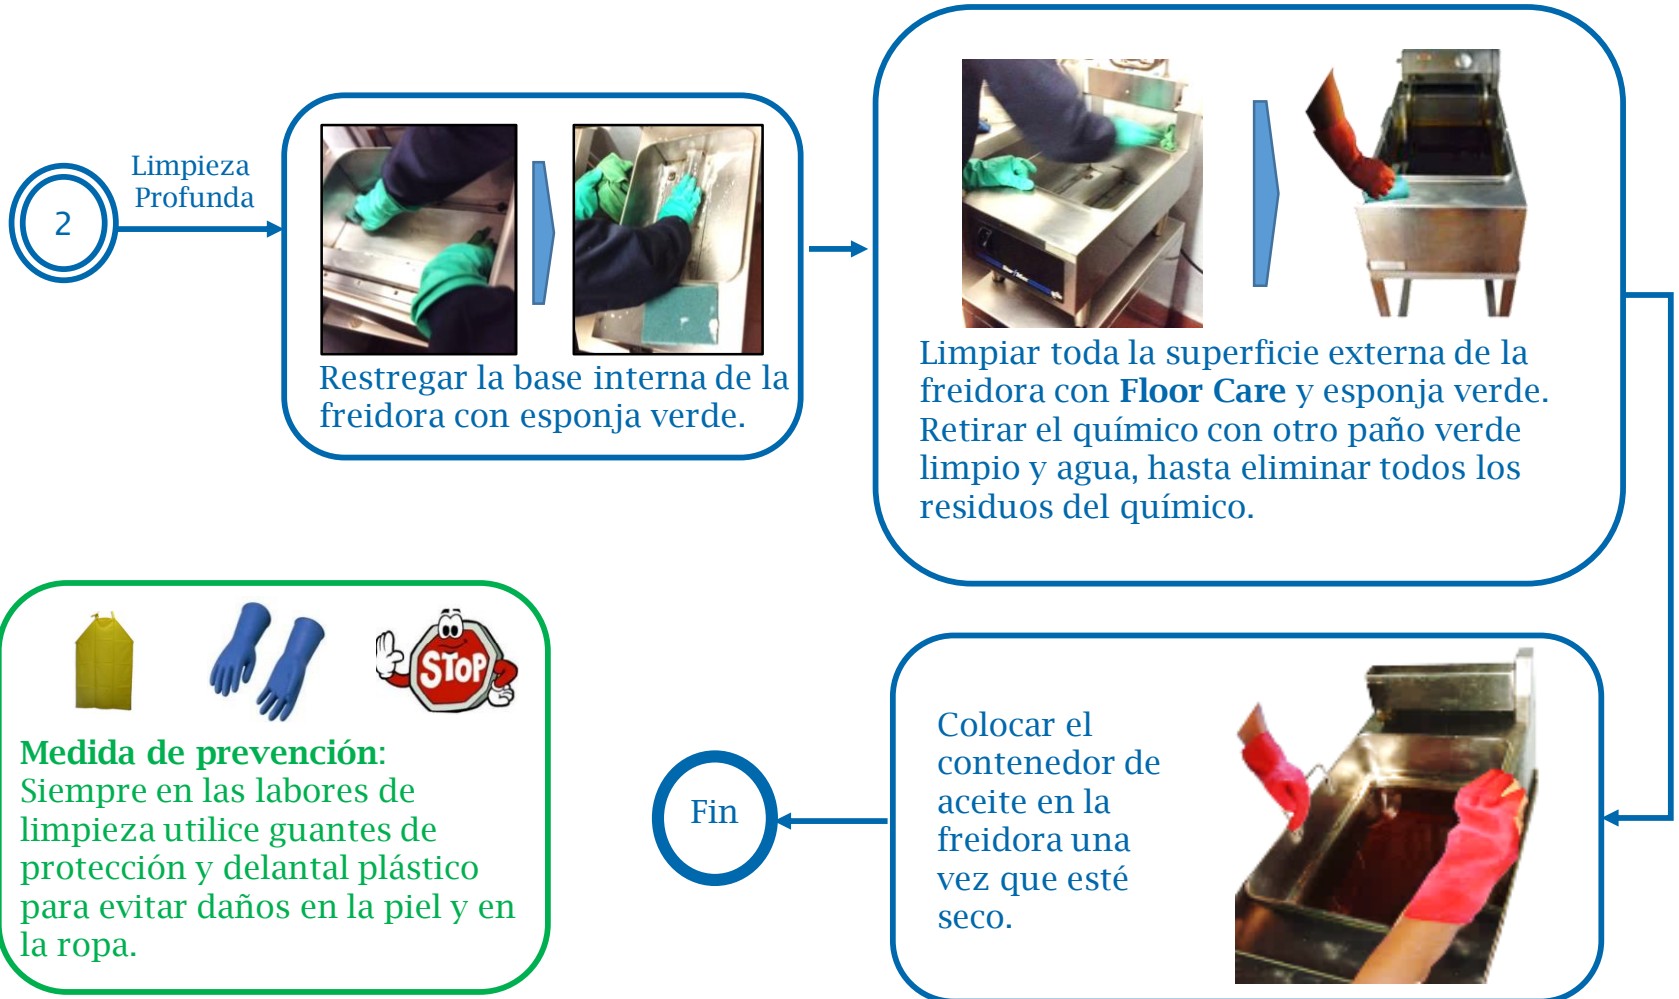 2
Limpieza
Profunda
Restregar la base interna de la
freidora con esponja verde.
Limpiar toda la superficie externa de la
freidora con Floor Care y esponja verde.
Retirar el químico con otro paño verde
limpio y agua, hasta eliminar todos los
residuos del químico.
STOP
Medida de prevención:
Siempre en las labores de
limpieza utilice guantes de
protección y delantal plástico
para evitar daños en la piel y en
la ropa.
Fin
Colocar el
contenedor de
aceite en la
freidora una
vez que esté
seco.